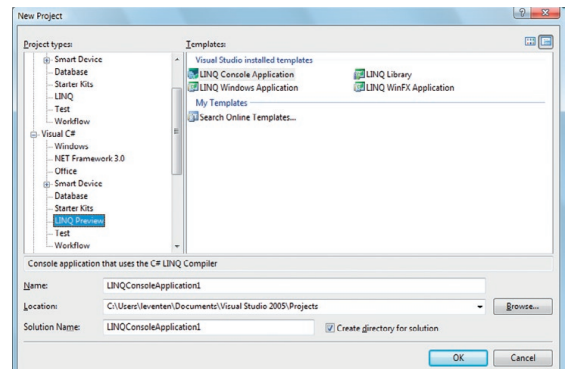 New Project
Project types:
Templates:
Smart Device
Database
Starter Kits
LINQ
Test
Workflow
Visual C#
Windows
NET Framework 3.0
Office
Smart Device
Database
Starter Kits
LINQ Preview
Test
Workflow
Visual Studio installed templates
LINQ Console Application
LINQ Library
LINQ Windows Application
LINQ WinFX Application
My Templates
Search Online Templates...
Console application that uses the C# LINQ Compiler
Name:
LINQConsoleApplication1
Location:
C:\Users\leventen\Documents\Visual Studio 2005\Projects
Browse...
Solution Name:
LINQConsoleApplication1
Create directory for solution
OK
Cancel